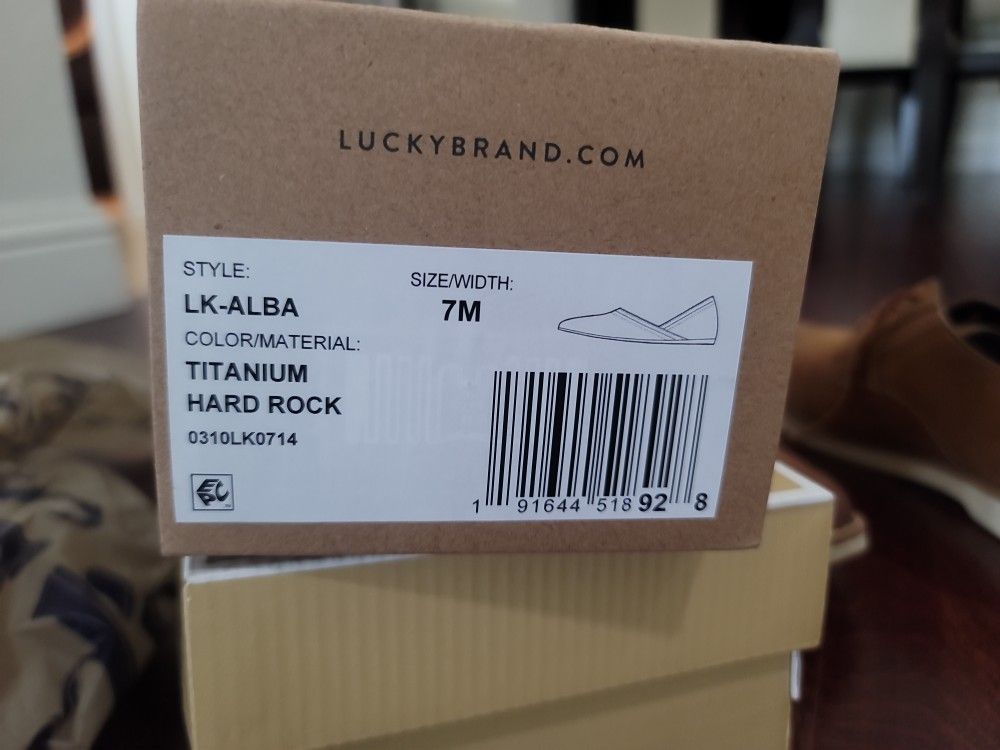 LUCKYBRAND.COM
STYLE:
LK-ALBA
SIZE/WIDTH:
7M
COLOR/MATERIAL:
TITANIUM
HARD ROCK
0310LK0714
EPC
1 91644 518 92 8